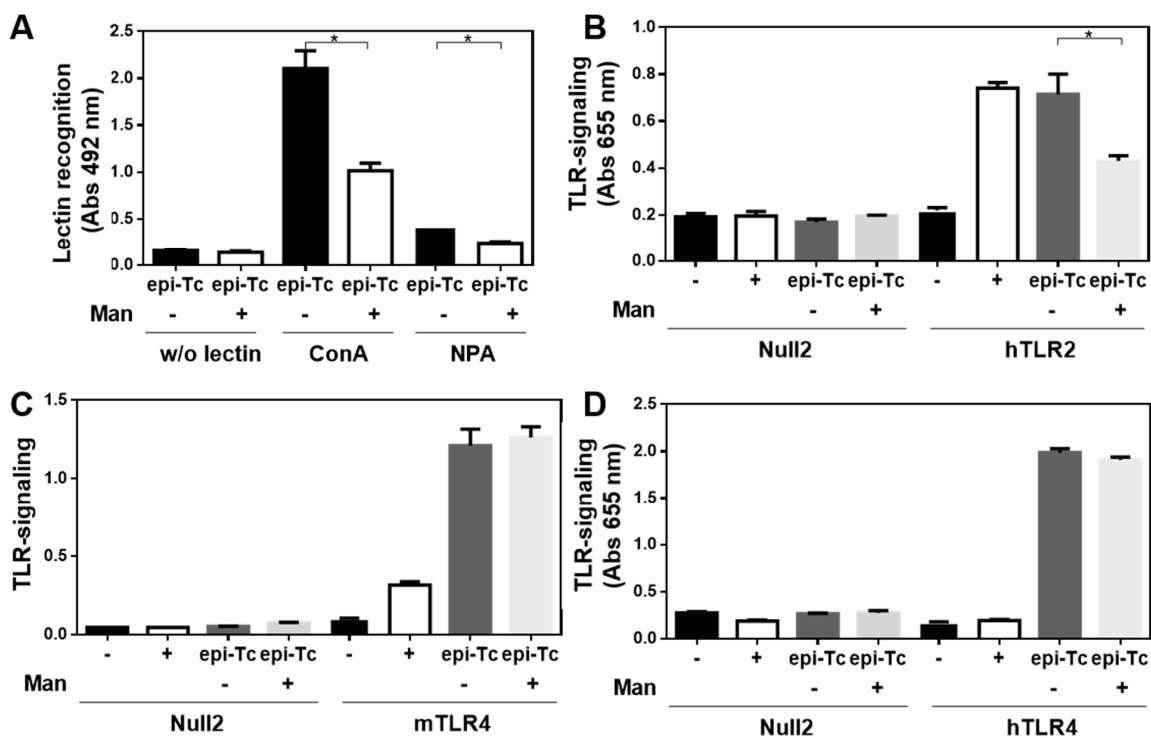 A
Lectin recognition
(Abs 492 nm)
2.5
2.0
1.5
1.0
0.5
0.0
*
*
epi-Tc epi-Tc epi-Tc epi-Tc epi-Tc epi-Tc
Man - + - + - +
w/o lectin ConA NPA
B
TLR-signaling
(Abs 655 nm)
1.0
0.8
0.6
0.4
0.2
0.0
*
- + epi-Tc epi-Tc - + epi-Tc epi-Tc
Man - + - +
Null2 hTLR2
C
TLR-signaling
1.5
1.0
0.5
0.0
- + epi-Tc epi-Tc - + epi-Tc epi-Tc
Man - + - +
Null2 mTLR4
D
TLR-signaling
(Abs 655 nm)
2.5
2.0
1.5
1.0
0.5
0.0
- + epi-Tc epi-Tc - + epi-Tc epi-Tc
Man - + - +
Null2 hTLR4